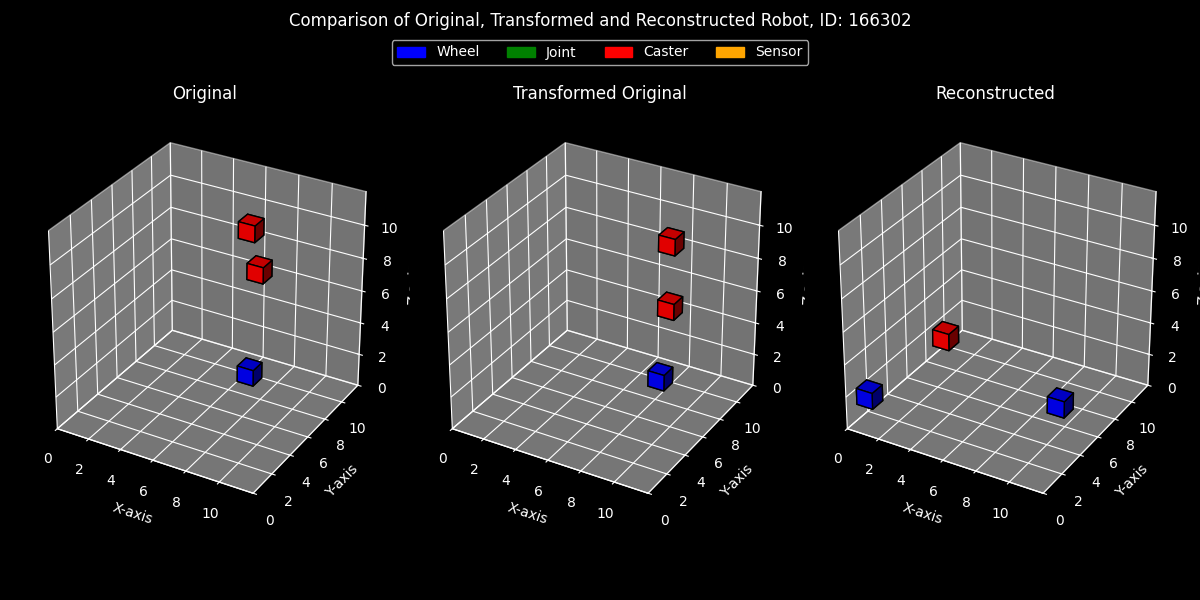 Comparison of Original, Transformed and Reconstructed Robot, ID: 166302
Wheel Joint Caster Sensor
Original Transformed Original Reconstructed
10 10 10
8 8 8
6 6 6
4 4 4
2 2 2
0 0 0
10 10 10
8 8 8
6 6 6
4 4 4
2 2 2
0 0 0
0 2 4 6 8 10 0 2 4 6 8 10 0 2 4 6 8 10
X-axis Y-axis X-axis Y-axis X-axis Y-axis